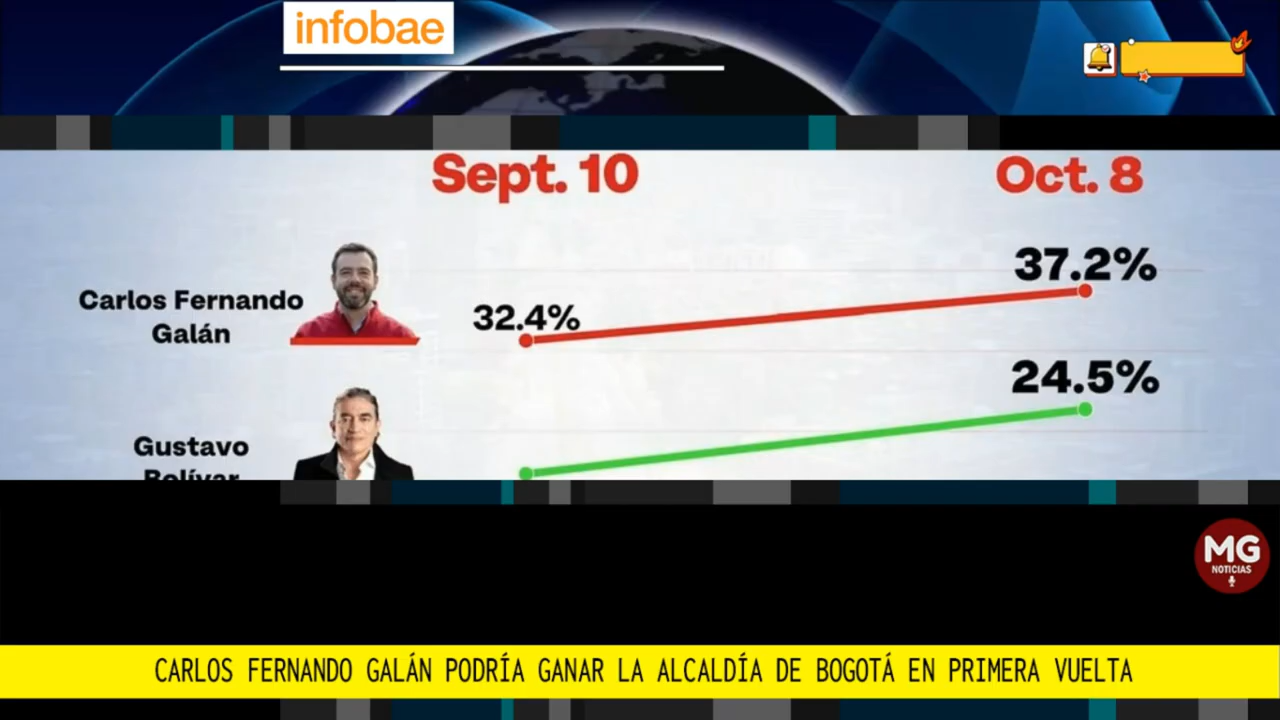 infobae
Sept. 10
Oct. 8
37.2%
Carlos Fernando
Galán
32.4%
24.5%
Gustavo
Bolívar
MG
NOTICIAS
CARLOS FERNANDO GALÁN PODRÍA GANAR LA ALCALDÍA DE BOGOTÁ EN PRIMERA VUELTA